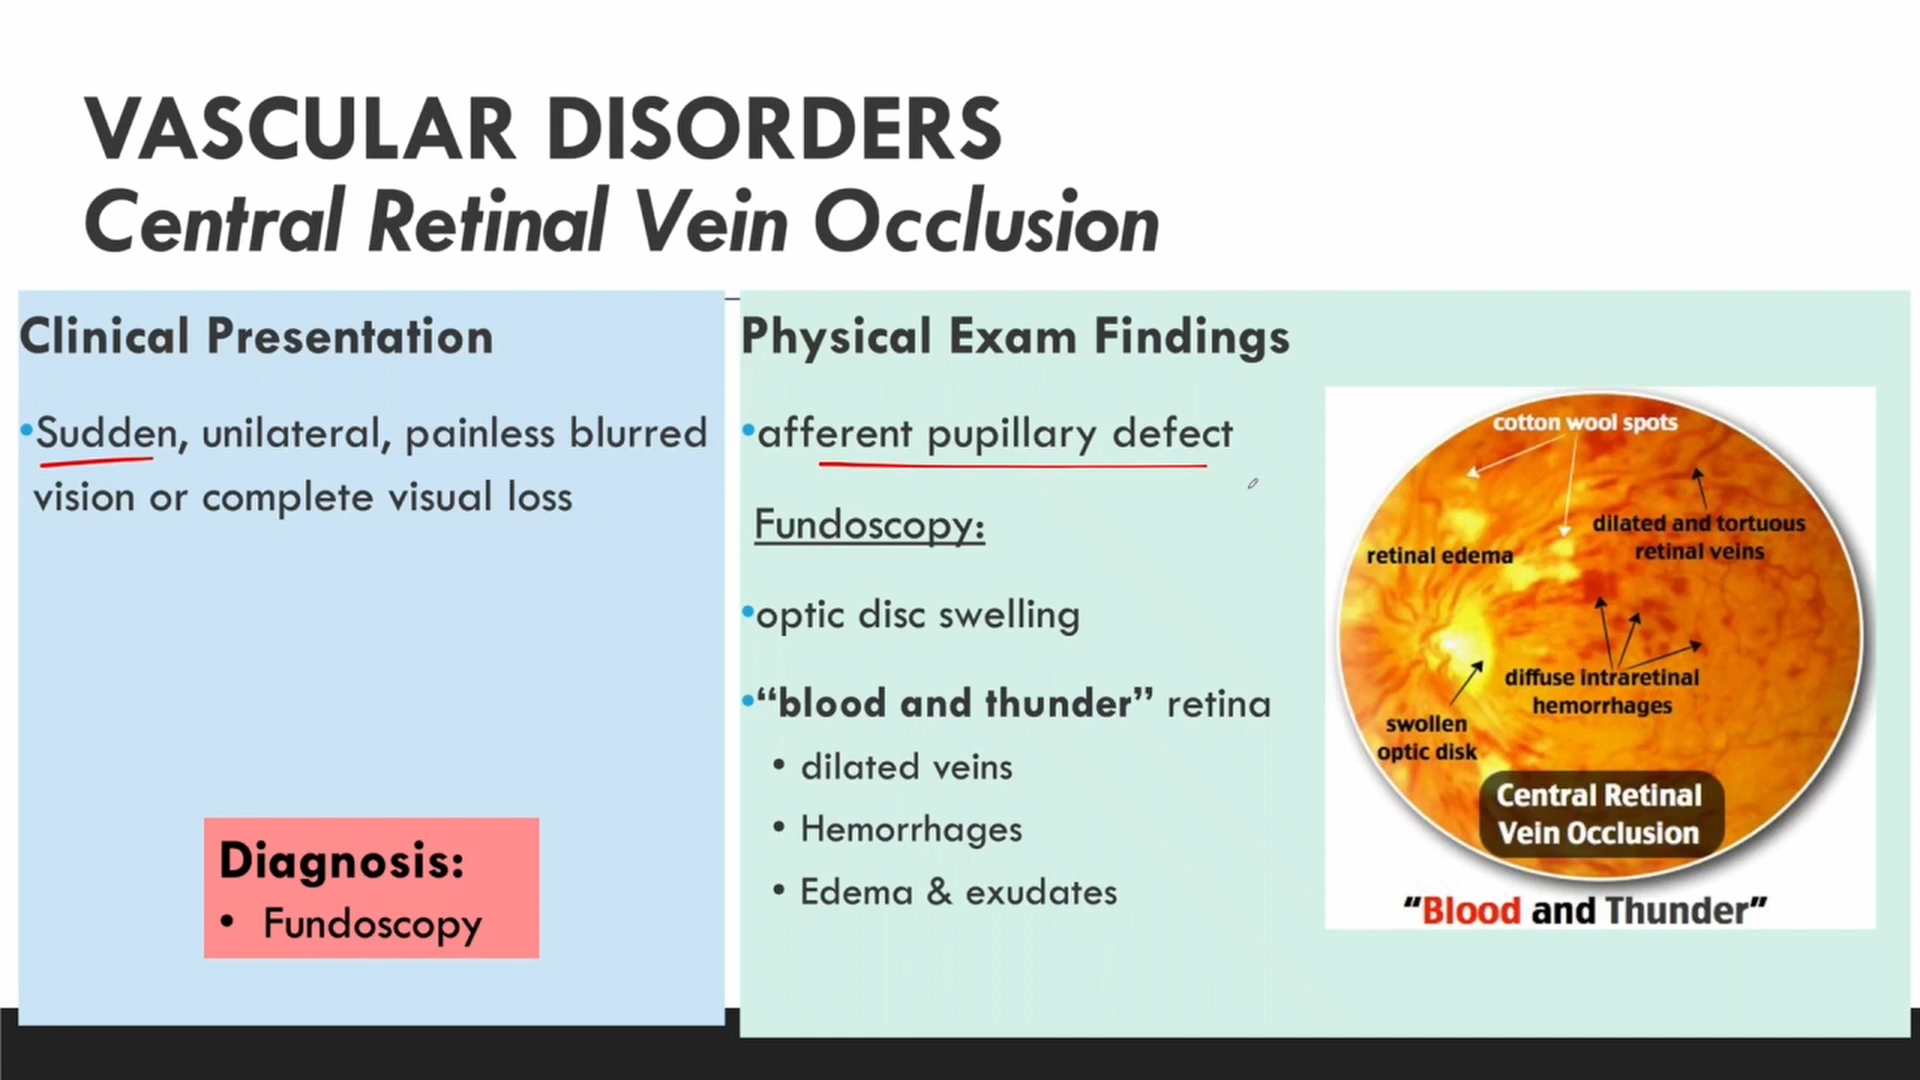 VASCULAR DISORDERS
Central Retinal Vein Occlusion
Clinical Presentation
•Sudden, unilateral, painless blurred
vision or complete visual loss
Diagnosis:
• Fundoscopy
Physical Exam Findings
•afferent pupillary defect
Fundoscopy:
•optic disc swelling
•“blood and thunder” retina
• dilated veins
• Hemorrhages
• Edema & exudates
cotton wool spots
dilated and tortuous
retinal veins
retinal edema
diffuse intraretinal
hemorrhages
swollen
optic disk
Central Retinal
Vein Occlusion
“Blood and Thunder”